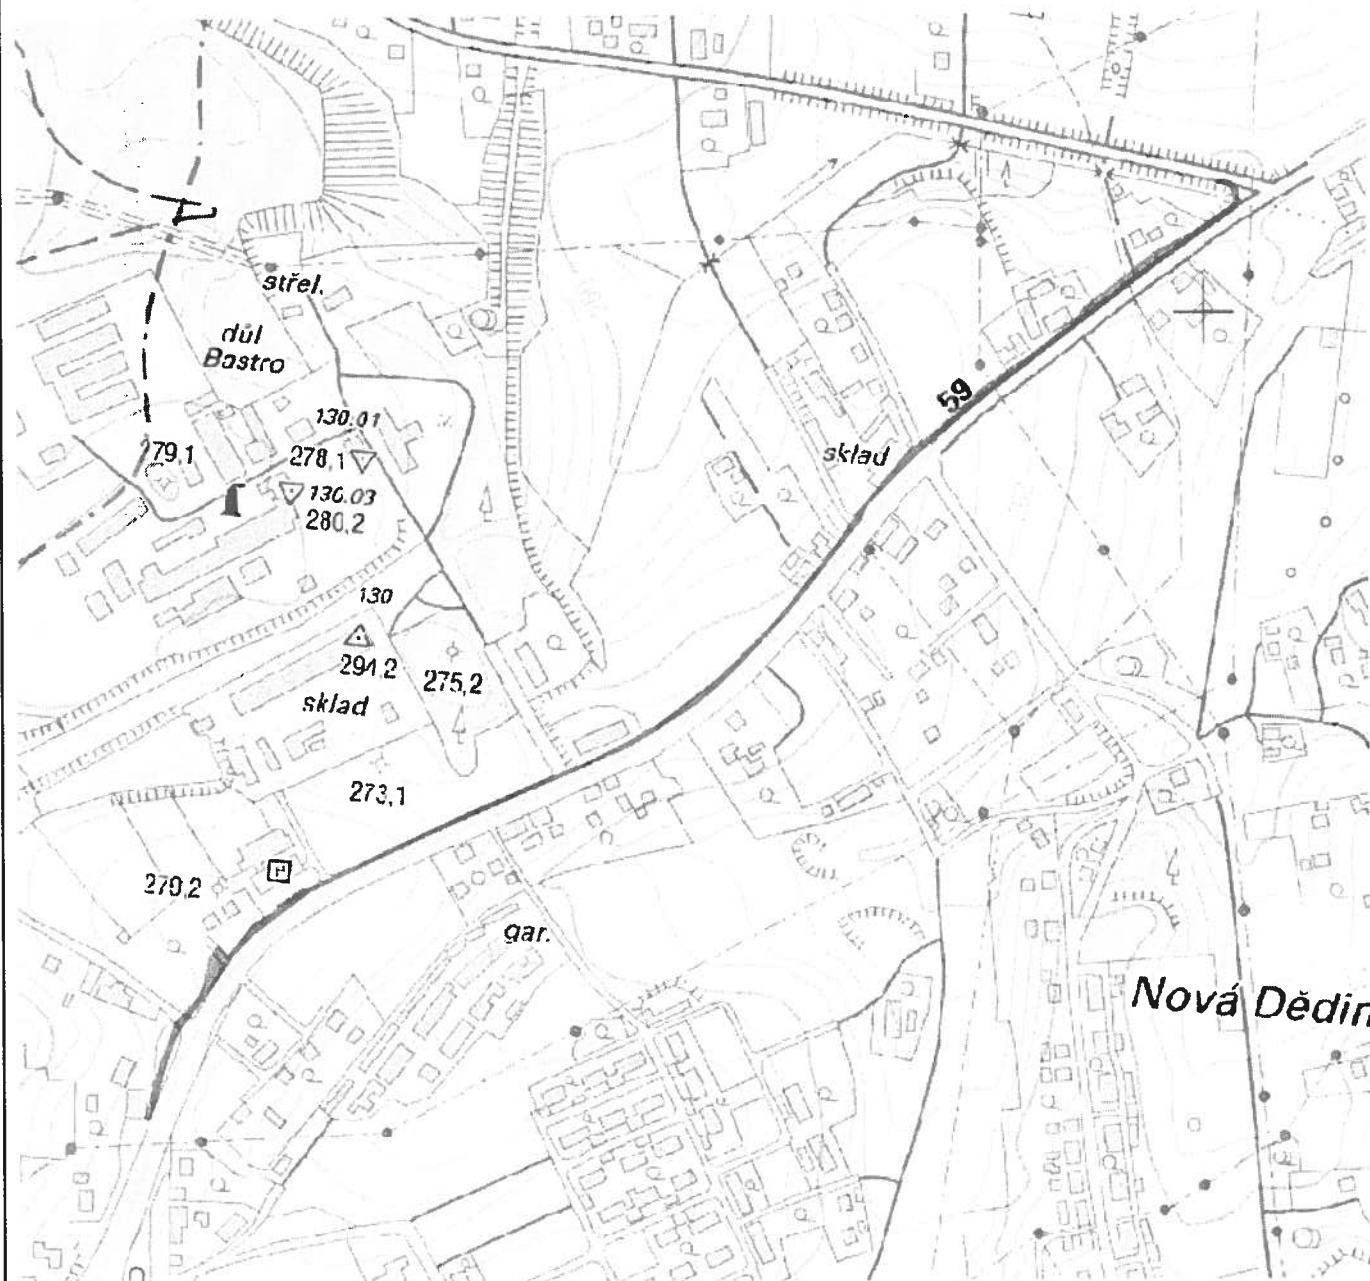 střel.
důl
Bastro
130.01
279,1
278,1
130.03
280,2
59
sklad
130
294.2
275,2
sklad
273,1
270,2
gar.
Nová Dědin